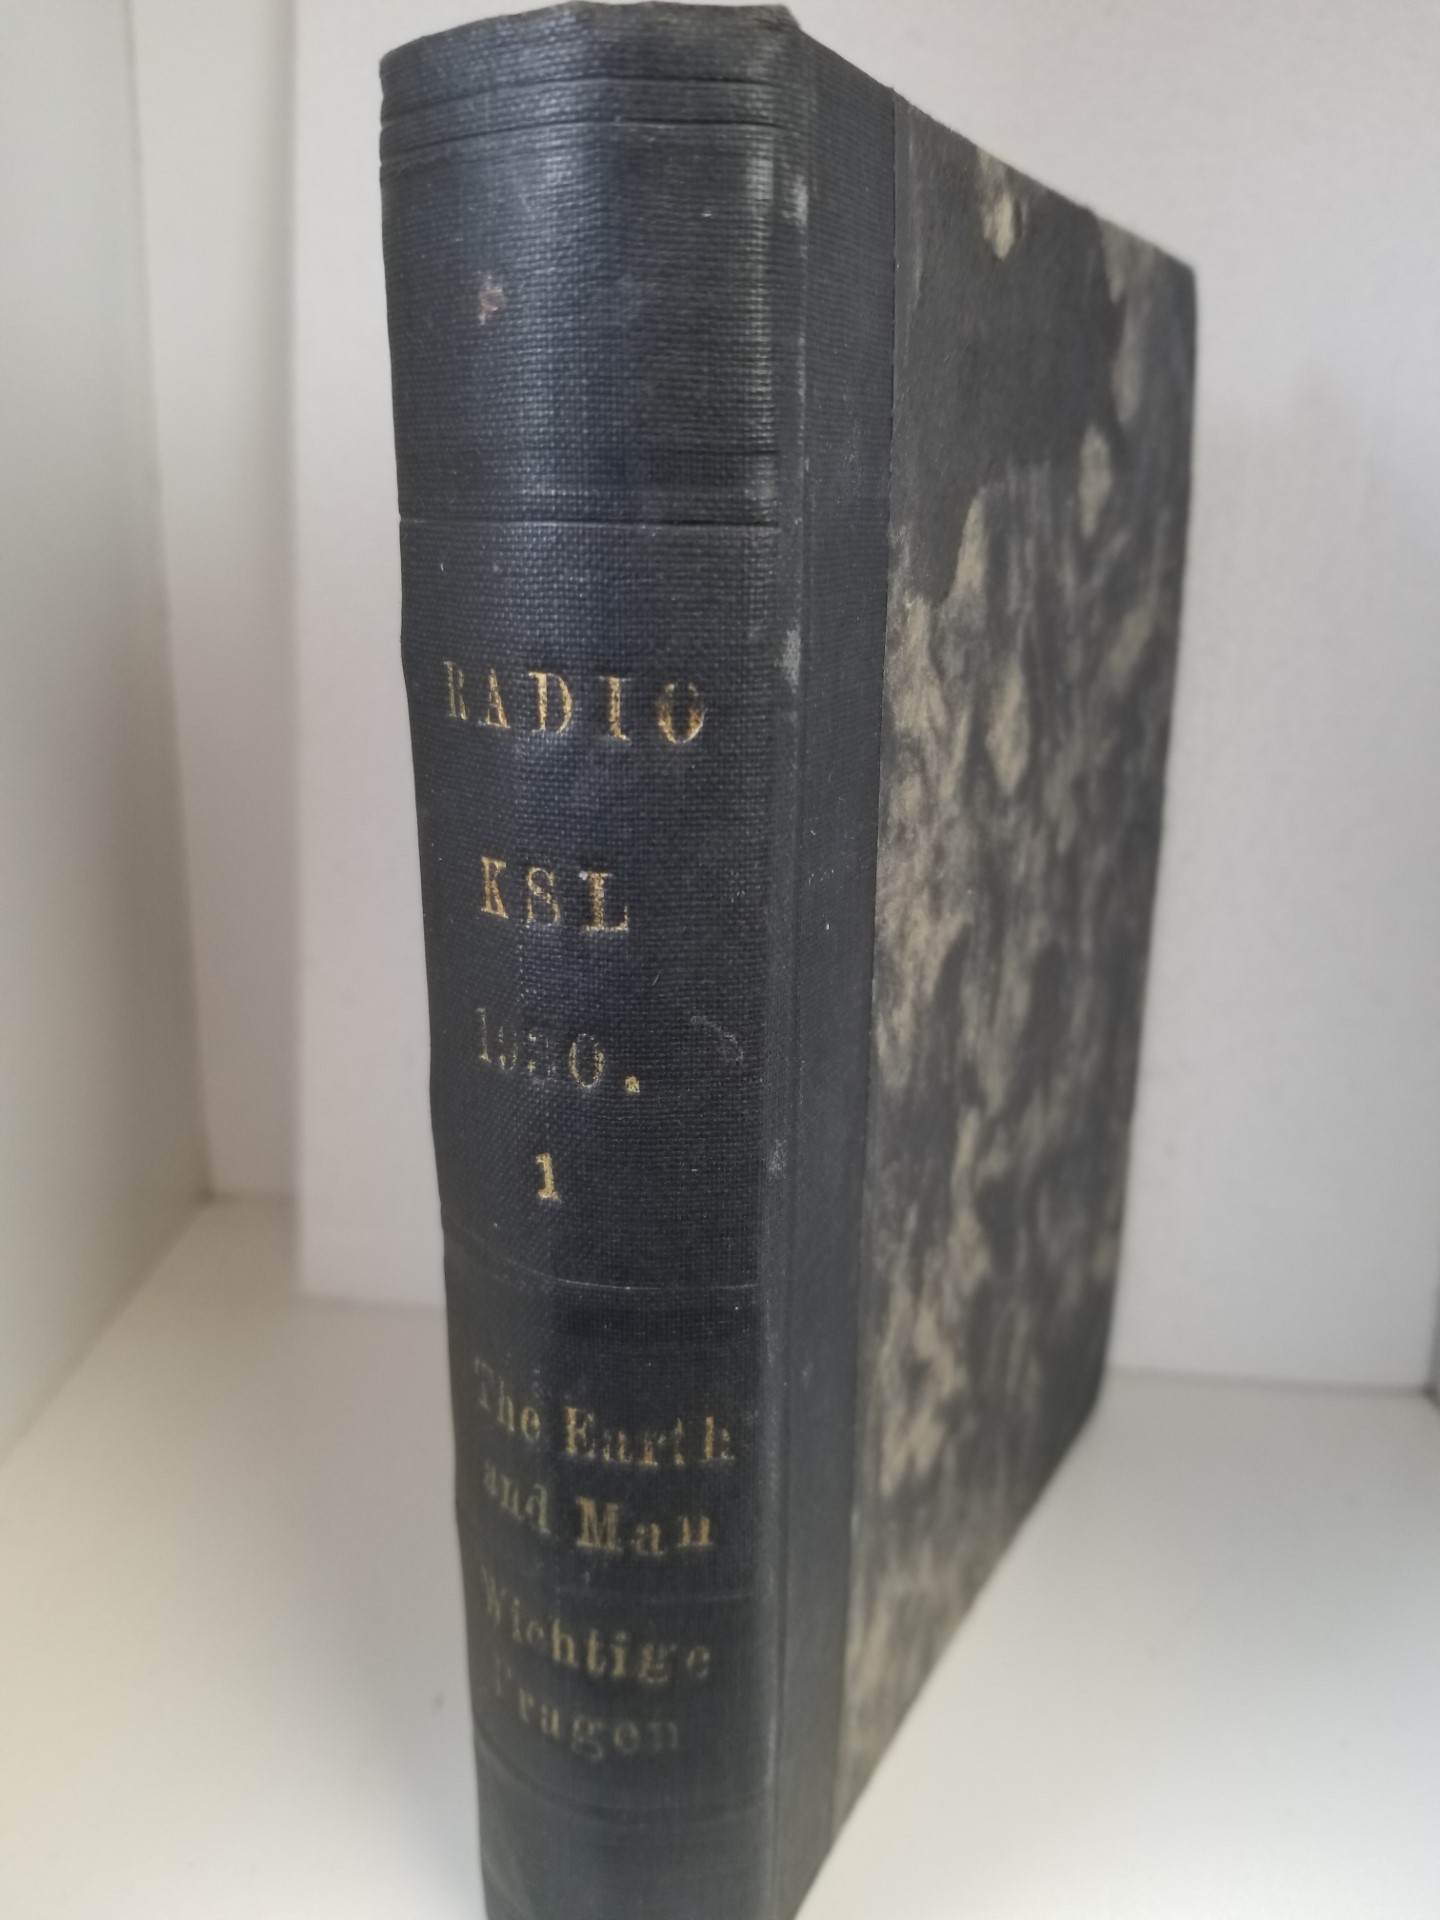 RADIO
KSL
1930.
1
The Earth
and Man
Wichtige
Fragen